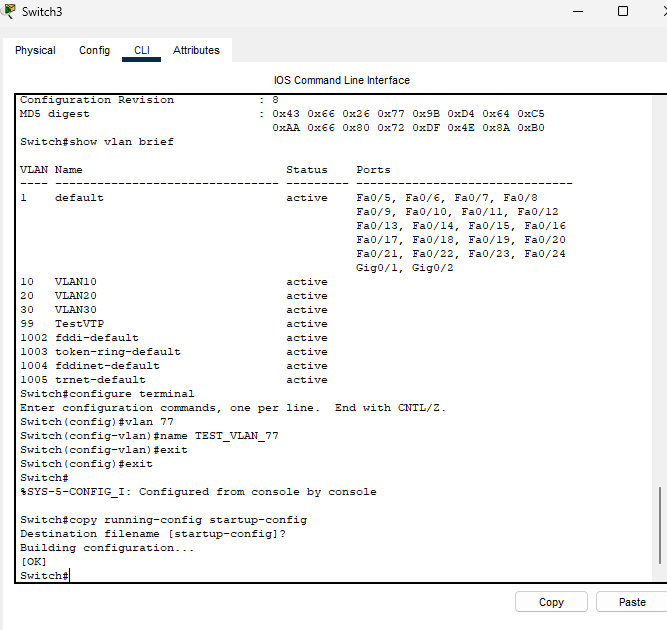 Switch3
Physical Config CLI Attributes
IOS Command Line Interface
Configuration Revision : 8
MD5 digest : 0x43 0x66 0x26 0x77 0x9B 0xD4 0x64 0xC5
0xAA 0x66 0x80 0x72 0xDF 0x4E 0x8A 0xB0
Switch#show vlan brief
VLAN Name Status Ports
---- -------------------------------- --------- -------------------------------
1 default active Fa0/5, Fa0/6, Fa0/7, Fa0/8
Fa0/9, Fa0/10, Fa0/11, Fa0/12
Fa0/13, Fa0/14, Fa0/15, Fa0/16
Fa0/17, Fa0/18, Fa0/19, Fa0/20
Fa0/21, Fa0/22, Fa0/23, Fa0/24
Gig0/1, Gig0/2
10 VLAN10 active
20 VLAN20 active
30 VLAN30 active
99 TestVTP active
1002 fddi-default active
1003 token-ring-default active
1004 fddinet-default active
1005 trnet-default active
Switch#configure terminal
Enter configuration commands, one per line. End with CNTL/Z.
Switch(config)#vlan 77
Switch(config-vlan)#name TEST_VLAN_77
Switch(config-vlan)#exit
Switch(config)#exit
Switch#
%SYS-5-CONFIG_I: Configured from console by console
Switch#copy running-config startup-config
Destination filename [startup-config]?
Building configuration...
[OK]
Switch#
Copy Paste